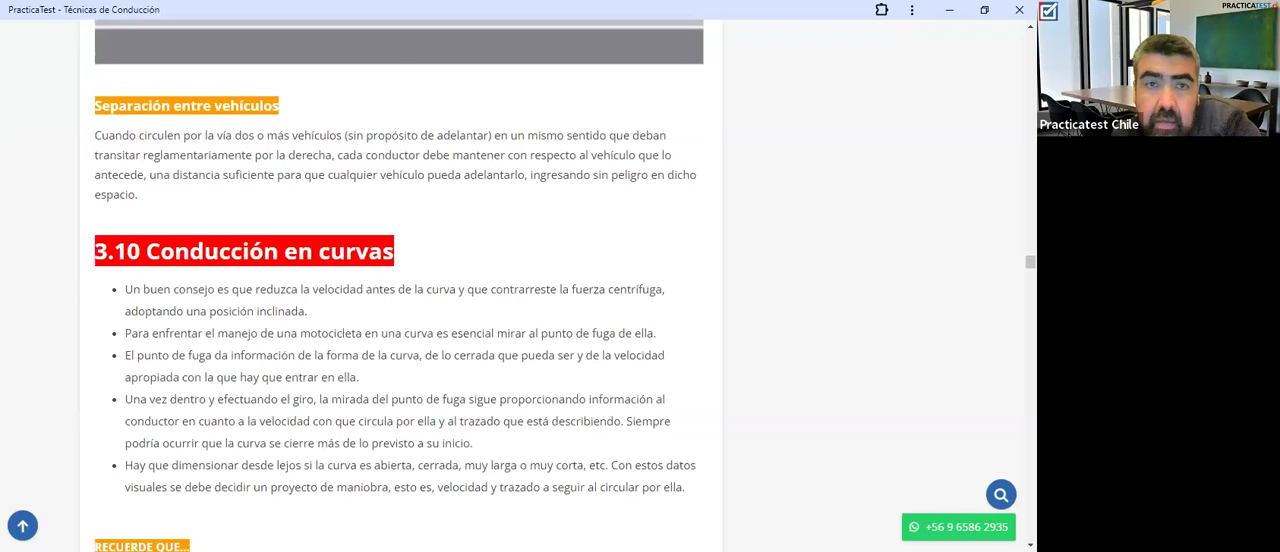 PracticaTest - Técnicas de Conducción
PRACTICATEST
Practicatest Chile
Separación entre vehículos
Cuando circulen por la vía dos o más vehículos (sin propósito de adelantar) en un mismo sentido que deban
transitar reglamentariamente por la derecha, cada conductor debe mantener con respecto al vehículo que lo
antecede, una distancia suficiente para que cualquier vehículo pueda adelantarlo, ingresando sin peligro en dicho
espacio.
3.10 Conducción en curvas
• Un buen consejo es que reduzca la velocidad antes de la curva y que contrarreste la fuerza centrífuga,
adoptando una posición inclinada.
• Para enfrentar el manejo de una motocicleta en una curva es esencial mirar al punto de fuga de ella.
• El punto de fuga da información de la forma de la curva, de lo cerrada que pueda ser y de la velocidad
apropiada con la que hay que entrar en ella.
• Una vez dentro y efectuando el giro, la mirada del punto de fuga sigue proporcionando información al
conductor en cuanto a la velocidad con que circula por ella y al trazado que está describiendo. Siempre
podría ocurrir que la curva se cierre más de lo previsto a su inicio.
• Hay que dimensionar desde lejos si la curva es abierta, cerrada, muy larga o muy corta, etc. Con estos datos
visuales se debe decidir un proyecto de maniobra, esto es, velocidad y trazado a seguir al circular por ella.
+56 9 6586 2935
RECUERDE QUE...